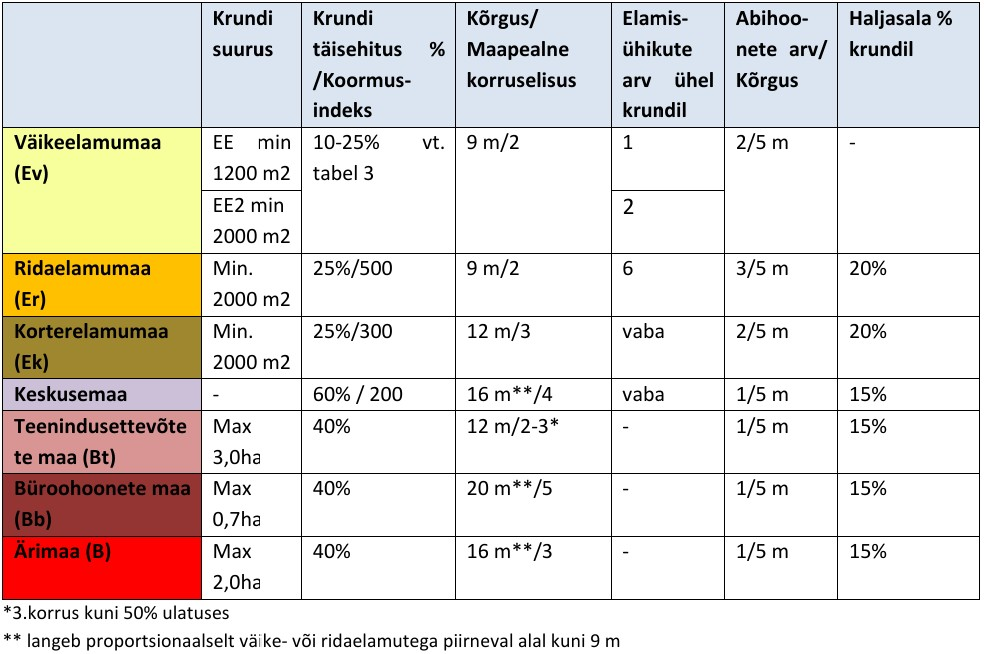 Krundi suurus
Krundi täisehitus % /Koormus-indeks
Kõrgus/ Maapealne korruselisus
Elamis-ühikute arv ühel krundil
Abihoo-nete arv/ Kõrgus
Haljasala % krundil
Väikeelamumaa (Ev)
EE min 1200 m2
10-25% vt. tabel 3
9 m/2
1
2/5 m
-
EE2 min 2000 m2
2
Ridaelamumaa (Er)
Min. 2000 m2
25%/500
9 m/2
6
3/5 m
20%
Korterelamumaa (Ek)
Min. 2000 m2
25%/300
12 m/3
vaba
2/5 m
20%
Keskusemaa
-
60% / 200
16 m**/4
vaba
1/5 m
15%
Teenindusettevõte te maa (Bt)
Max 3,0ha
40%
12 m/2-3*
-
1/5 m
15%
Büroohoonete maa (Bb)
Max 0,7ha
40%
20 m**/5
-
1/5 m
15%
Ärimaa (B)
Max 2,0ha
40%
16 m**/3
-
1/5 m
15%
*3.korrus kuni 50% ulatuses
** langeb proportsionaalselt väike- või ridaelamutega piirneval alal kuni 9 m